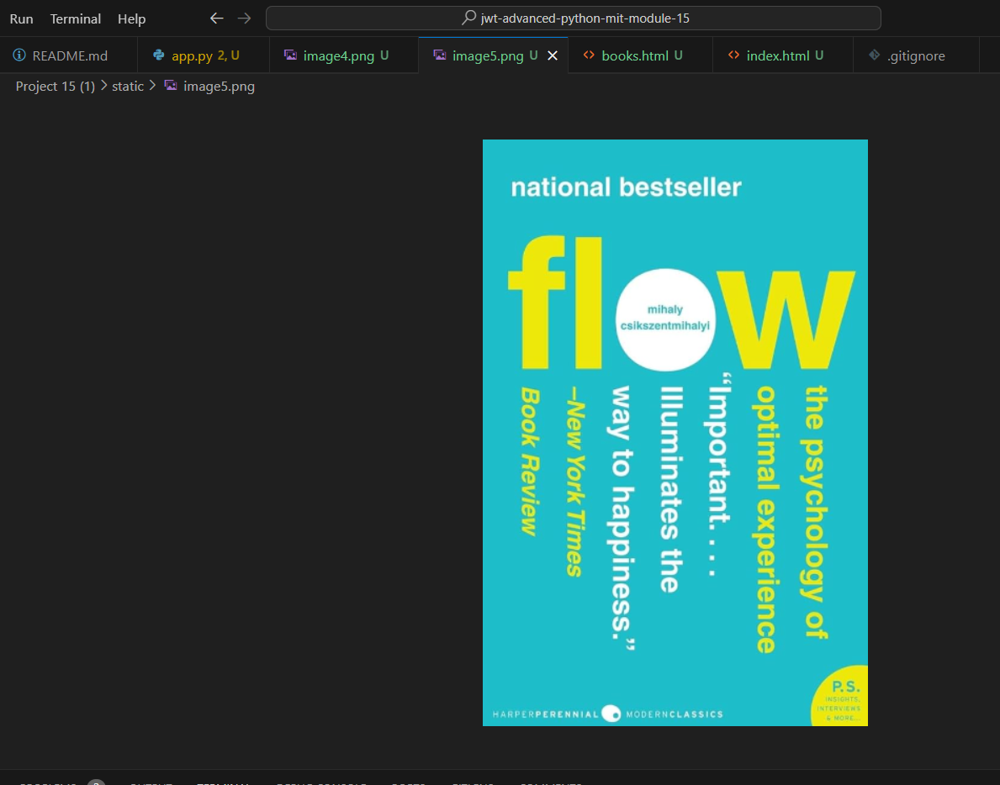 Run Terminal Help
jwt-advanced-python-mit-module-15
README.md
app.py 2, U
image4.png U
image5.png U
books.html U
index.html U
.gitignore
Project 15 (1) > static > image5.png
national bestseller
flow
mihaly
csikszentmihalyi
the psychology of
optimal experience
“Important. . . .
Illuminates the
way to happiness.”
–New York Times
Book Review
P.S.
INSIGHTS,
INTERVIEWS
& MORE...
HARPERPERENNIAL MODERNCLASSICS